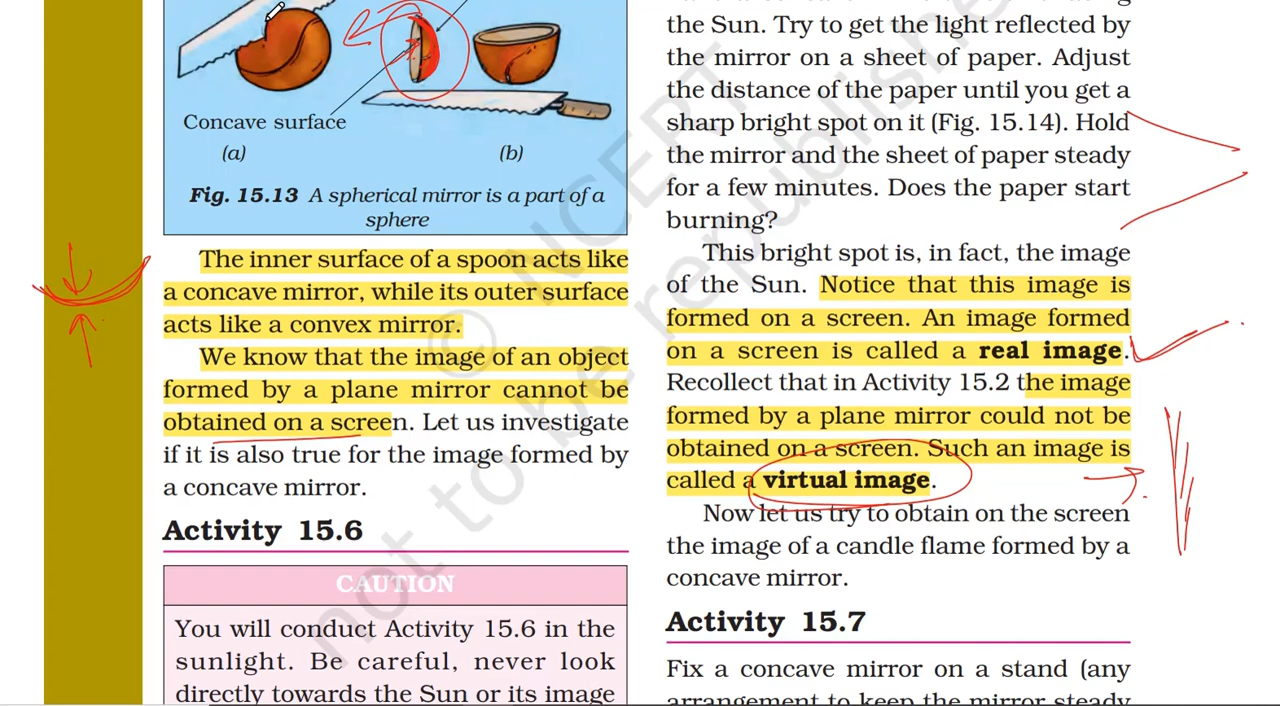 Concave surface
(a)
(b)
Fig. 15.13 A spherical mirror is a part of a
sphere
The inner surface of a spoon acts like
a concave mirror, while its outer surface
acts like a convex mirror.
We know that the image of an object
formed by a plane mirror cannot be
obtained on a screen. Let us investigate
if it is also true for the image formed by
a concave mirror.
Activity 15.6
CAUTION
You will conduct Activity 15.6 in the
sunlight. Be careful, never look
directly towards the Sun or its image
the Sun. Try to get the light reflected by
the mirror on a sheet of paper. Adjust
the distance of the paper until you get a
sharp bright spot on it (Fig. 15.14). Hold
the mirror and the sheet of paper steady
for a few minutes. Does the paper start
burning?
This bright spot is, in fact, the image
of the Sun. Notice that this image is
formed on a screen. An image formed
on a screen is called a real image.
Recollect that in Activity 15.2 the image
formed by a plane mirror could not be
obtained on a screen. Such an image is
called a virtual image.
Now let us try to obtain on the screen
the image of a candle flame formed by a
concave mirror.
Activity 15.7
Fix a concave mirror on a stand (any
arrangement to keep the mirror steady
© NCERT
not to be republished